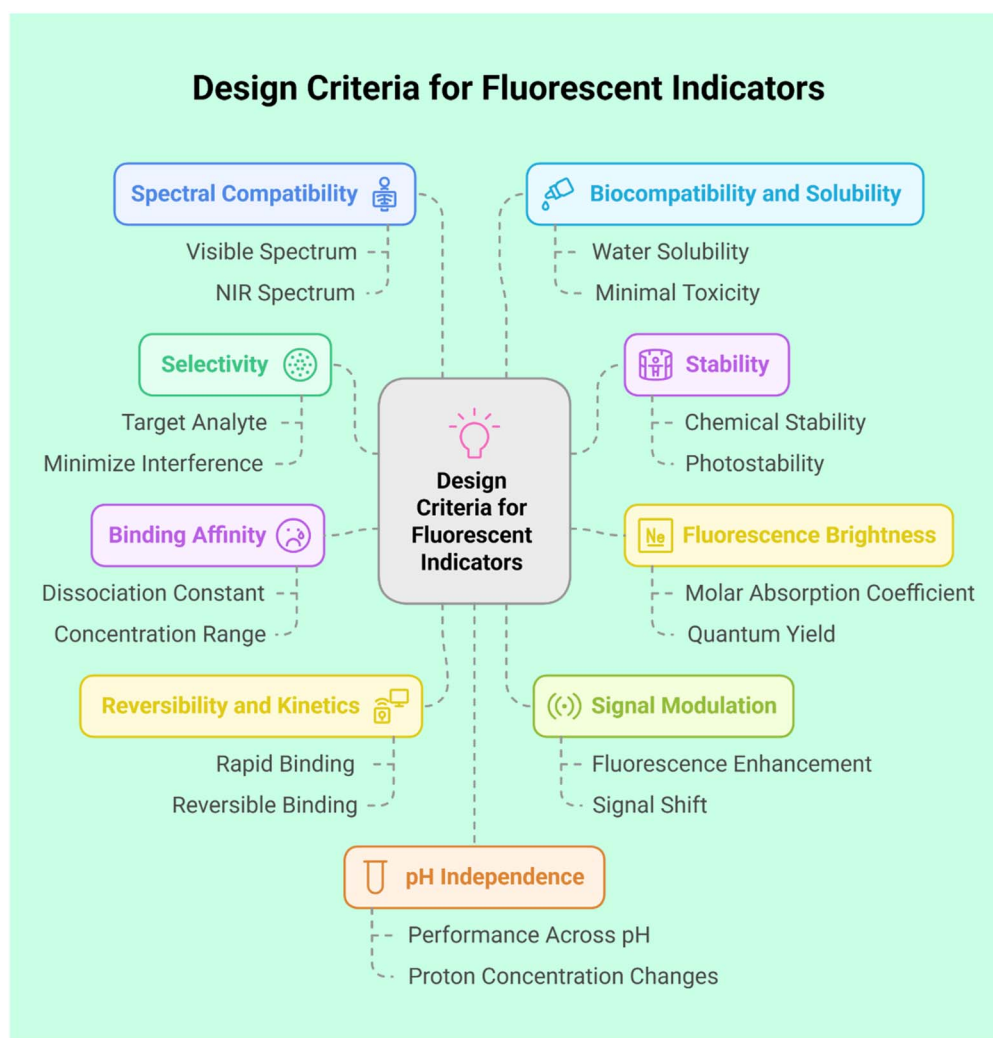 Design Criteria for Fluorescent Indicators
Spectral Compatibility
Visible Spectrum
NIR Spectrum
Biocompatibility and Solubility
Water Solubility
Minimal Toxicity
Selectivity
Target Analyte
Minimize Interference
Stability
Chemical Stability
Photostability
Design
Criteria for
Fluorescent
Indicators
Binding Affinity
Dissociation Constant
Concentration Range
Ne
Fluorescence Brightness
Molar Absorption Coefficient
Quantum Yield
Reversibility and Kinetics
Rapid Binding
Reversible Binding
Signal Modulation
Fluorescence Enhancement
Signal Shift
pH Independence
Performance Across pH
Proton Concentration Changes